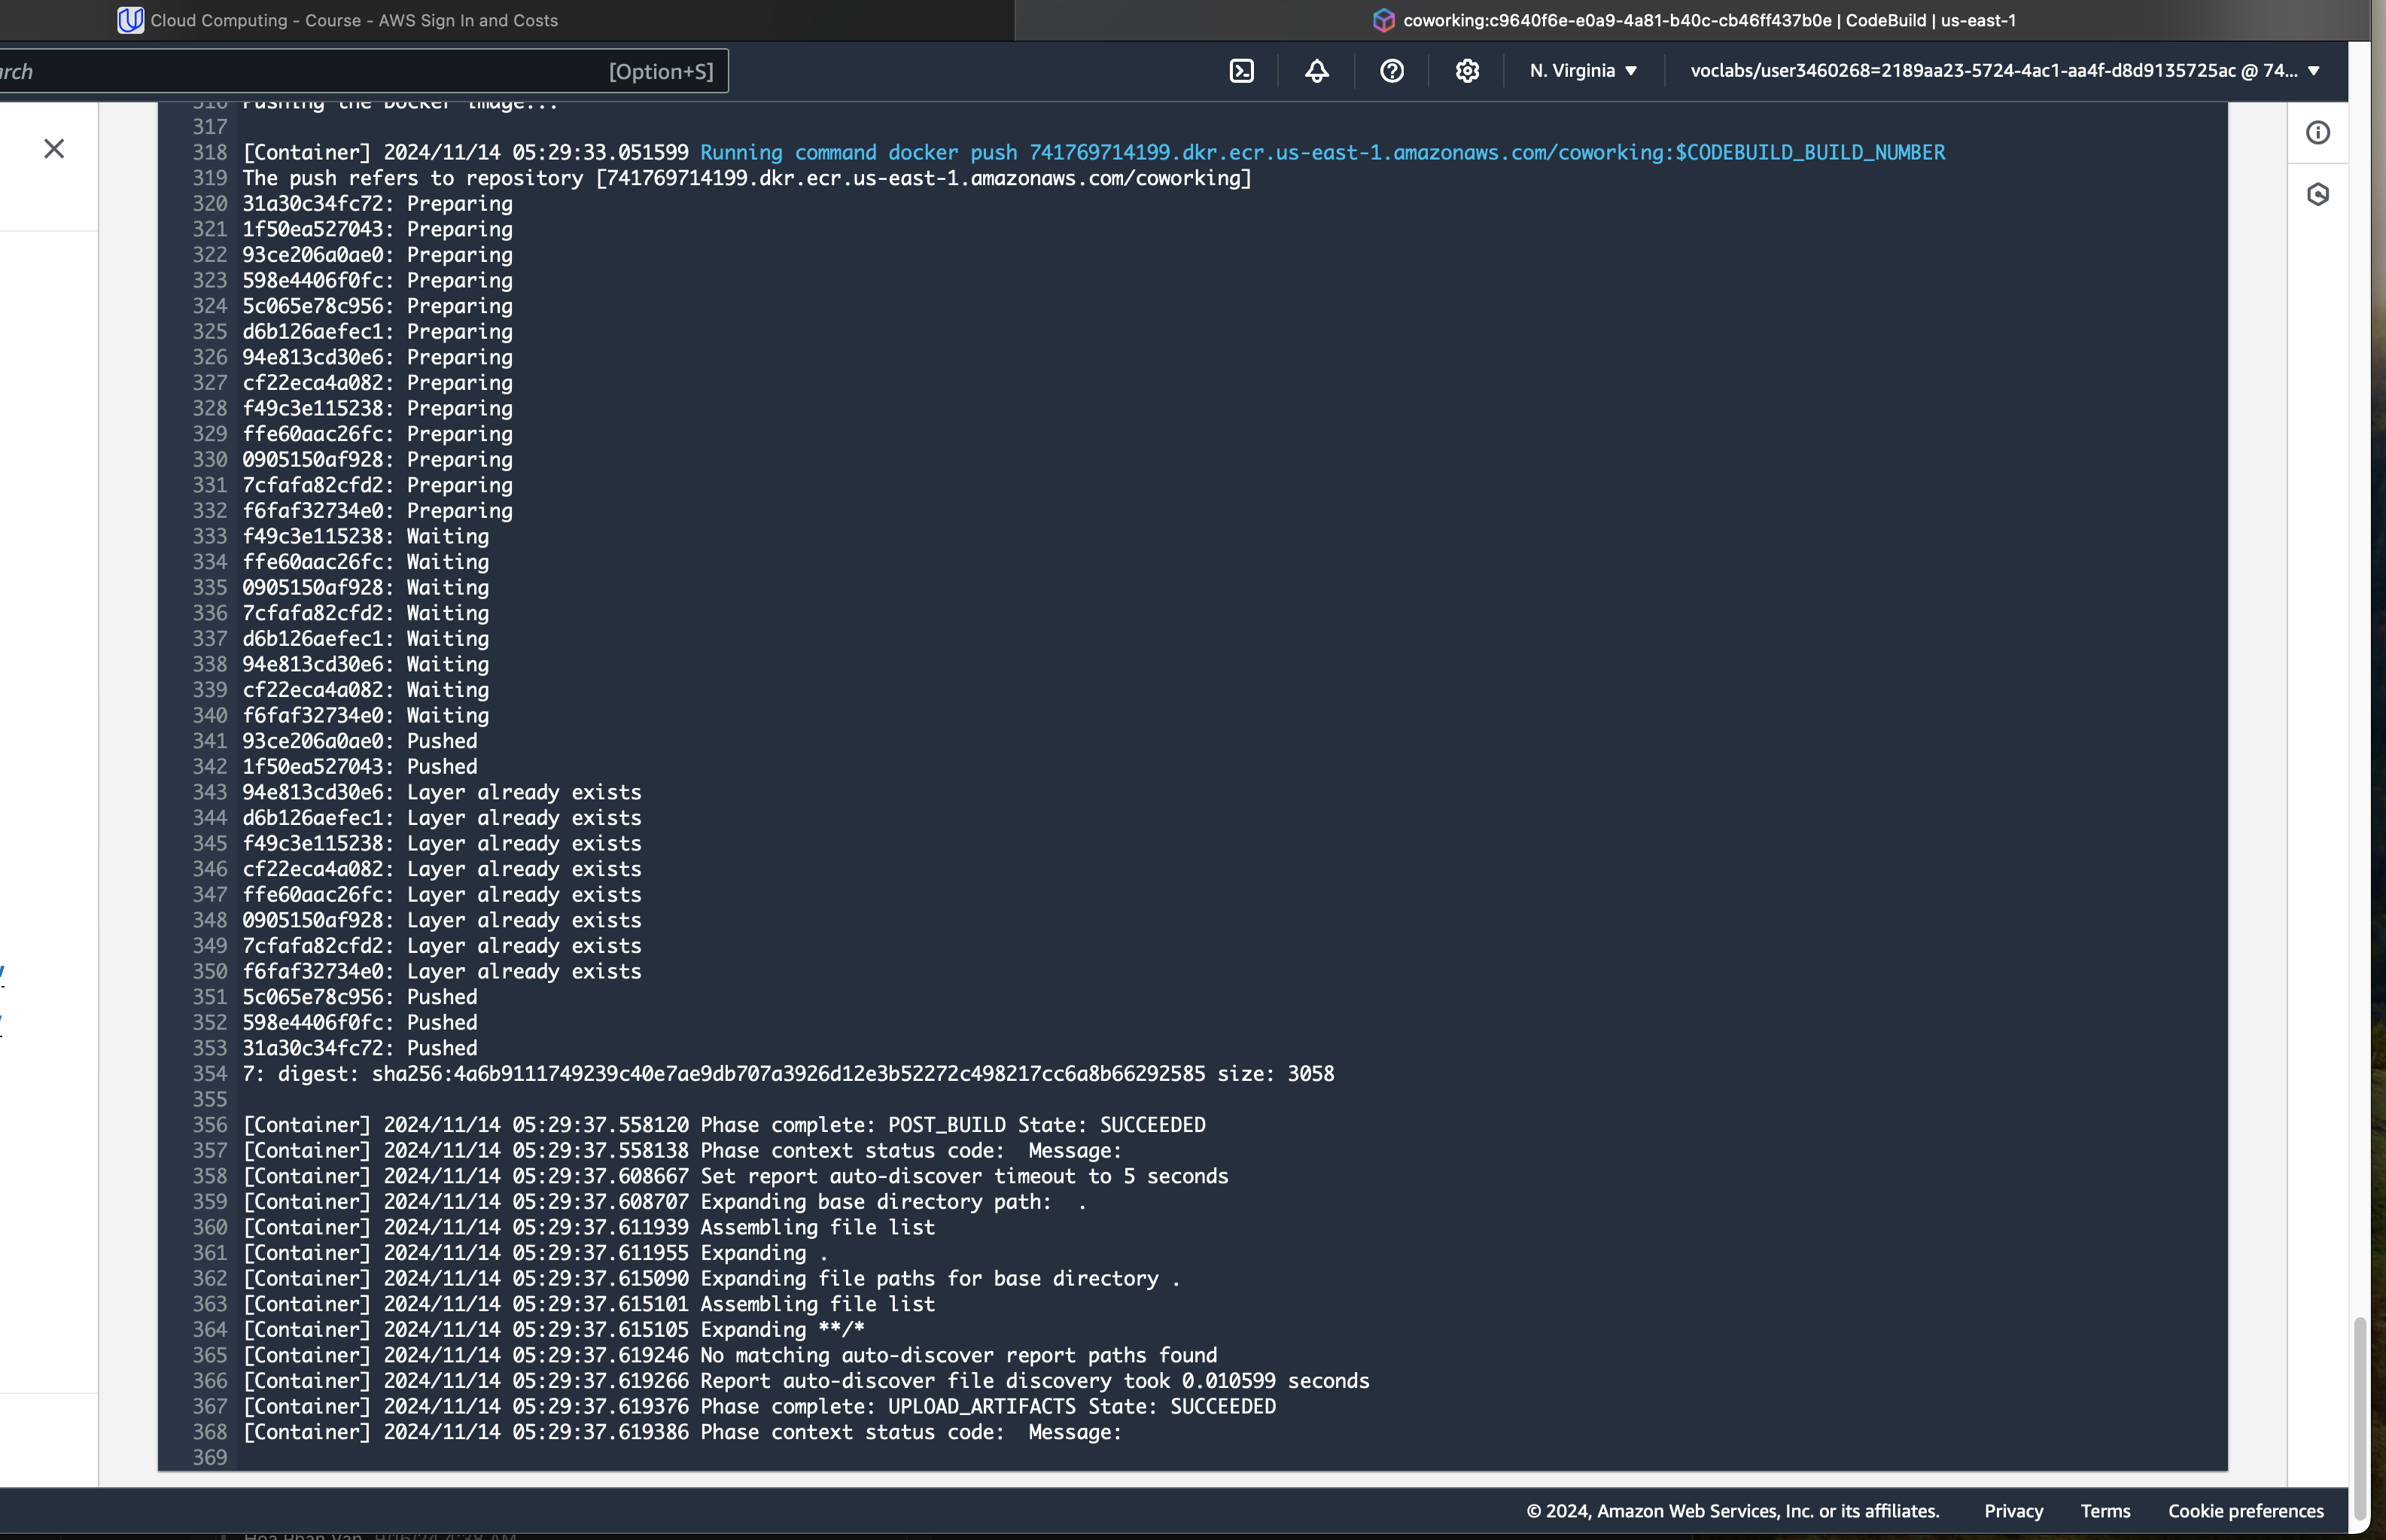 Cloud Computing - Course - AWS Sign In and Costs
coworking:c9640f6e-e0a9-4a81-b40c-cb46ff437b0e | CodeBuild | us-east-1
rch
[Option+S]
N. Virginia
voclabs/user3460268=2189aa23-5724-4ac1-aa4f-d8d9135725ac @ 74...
316 Pushing the Docker image...
317
318 [Container] 2024/11/14 05:29:33.051599 Running command docker push 741769714199.dkr.ecr.us-east-1.amazonaws.com/coworking:$CODEBUILD_BUILD_NUMBER
319 The push refers to repository [741769714199.dkr.ecr.us-east-1.amazonaws.com/coworking]
320 31a30c34fc72: Preparing
321 1f50ea527043: Preparing
322 93ce206a0ae0: Preparing
323 598e4406f0fc: Preparing
324 5c065e78c956: Preparing
325 d6b126aefec1: Preparing
326 94e813cd30e6: Preparing
327 cf22eca4a082: Preparing
328 f49c3e115238: Preparing
329 ffe60aac26fc: Preparing
330 0905150af928: Preparing
331 7cfafa82cfd2: Preparing
332 f6faf32734e0: Preparing
333 f49c3e115238: Waiting
334 ffe60aac26fc: Waiting
335 0905150af928: Waiting
336 7cfafa82cfd2: Waiting
337 d6b126aefec1: Waiting
338 94e813cd30e6: Waiting
339 cf22eca4a082: Waiting
340 f6faf32734e0: Waiting
341 93ce206a0ae0: Pushed
342 1f50ea527043: Pushed
343 94e813cd30e6: Layer already exists
344 d6b126aefec1: Layer already exists
345 f49c3e115238: Layer already exists
346 cf22eca4a082: Layer already exists
347 ffe60aac26fc: Layer already exists
348 0905150af928: Layer already exists
349 7cfafa82cfd2: Layer already exists
350 f6faf32734e0: Layer already exists
351 5c065e78c956: Pushed
352 598e4406f0fc: Pushed
353 31a30c34fc72: Pushed
354 7: digest: sha256:4a6b9111749239c40e7ae9db707a3926d12e3b52272c498217cc6a8b66292585 size: 3058
355
356 [Container] 2024/11/14 05:29:37.558120 Phase complete: POST_BUILD State: SUCCEEDED
357 [Container] 2024/11/14 05:29:37.558138 Phase context status code:  Message:
358 [Container] 2024/11/14 05:29:37.608667 Set report auto-discover timeout to 5 seconds
359 [Container] 2024/11/14 05:29:37.608707 Expanding base directory path:  .
360 [Container] 2024/11/14 05:29:37.611939 Assembling file list
361 [Container] 2024/11/14 05:29:37.611955 Expanding .
362 [Container] 2024/11/14 05:29:37.615090 Expanding file paths for base directory .
363 [Container] 2024/11/14 05:29:37.615101 Assembling file list
364 [Container] 2024/11/14 05:29:37.615105 Expanding **/*
365 [Container] 2024/11/14 05:29:37.619246 No matching auto-discover report paths found
366 [Container] 2024/11/14 05:29:37.619266 Report auto-discover file discovery took 0.010599 seconds
367 [Container] 2024/11/14 05:29:37.619376 Phase complete: UPLOAD_ARTIFACTS State: SUCCEEDED
368 [Container] 2024/11/14 05:29:37.619386 Phase context status code:  Message:
369
© 2024, Amazon Web Services, Inc. or its affiliates.
Privacy
Terms
Cookie preferences
Hoa Phan Van 9/16/24 4:38 AM